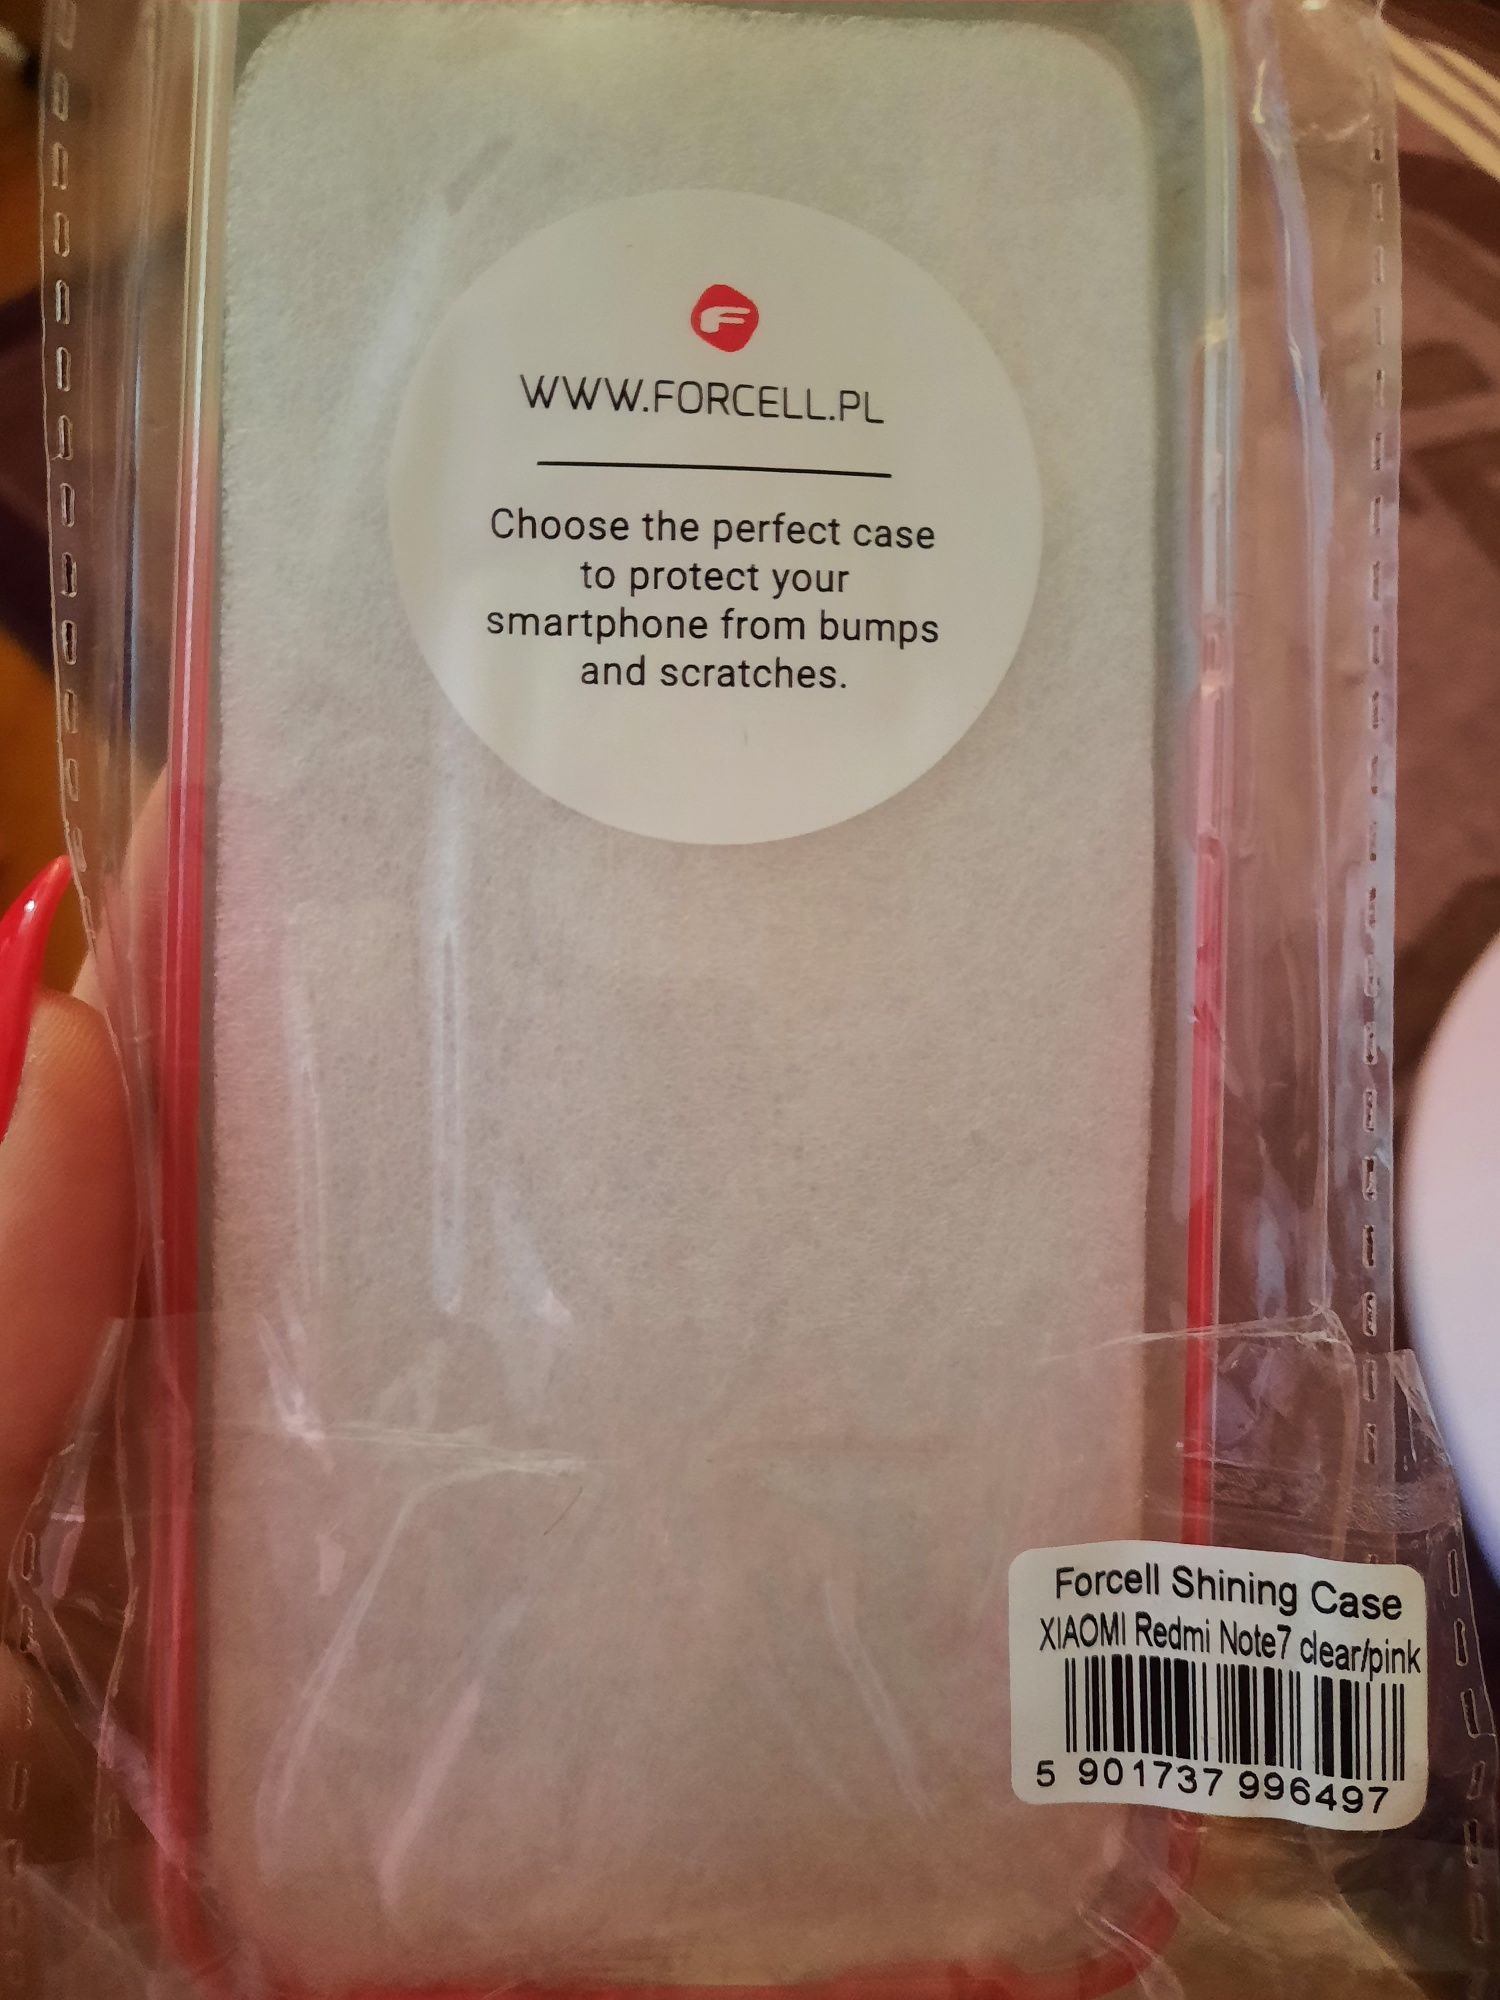 WWW.FORCELL.PL
Choose the perfect case
to protect your
smartphone from bumps
and scratches.
Forcell Shining Case
XIAOMI Redmi Note7 clear/pink
5 901737 996497